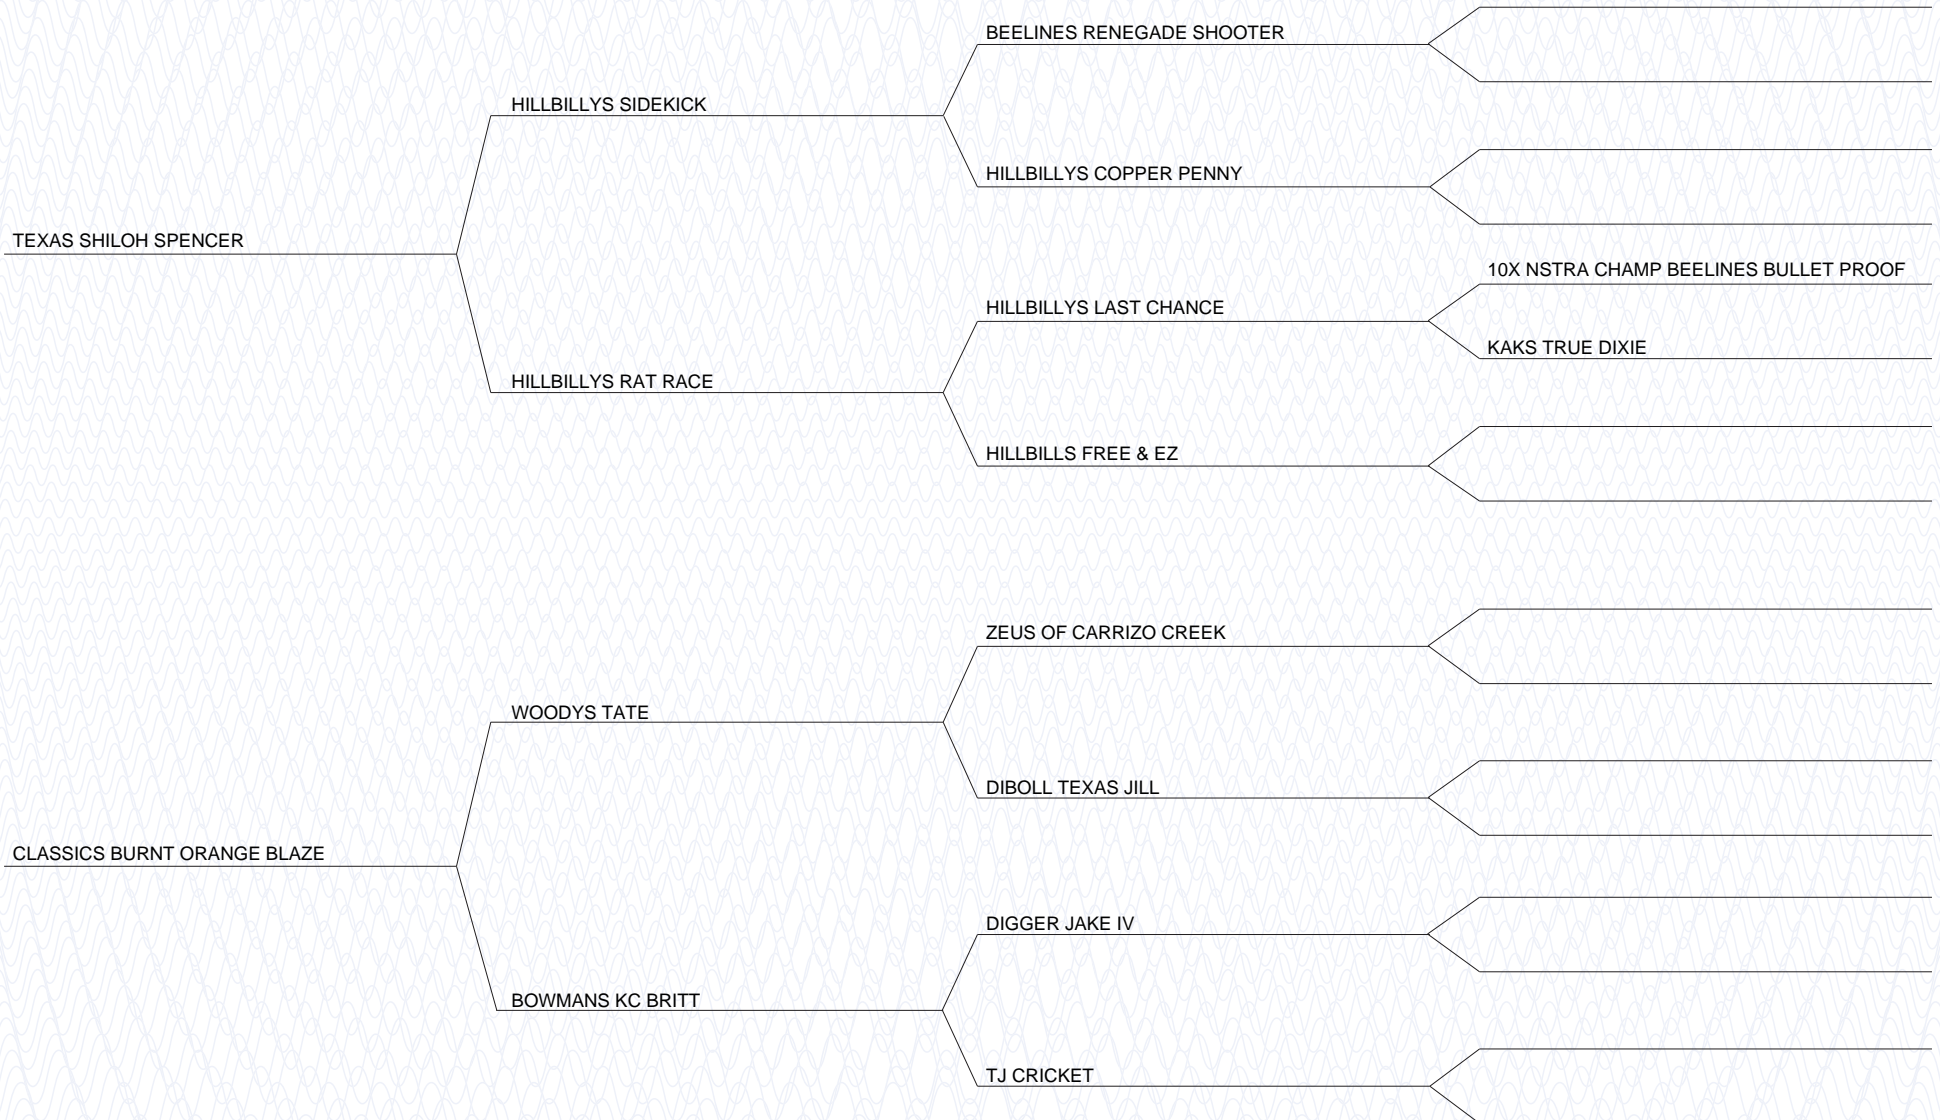 BEELINES RENEGADE SHOOTER
HILLBILLYS SIDEKICK
HILLBILLYS COPPER PENNY
TEXAS SHILOH SPENCER
10X NSTRA CHAMP BEELINES BULLET PROOF
HILLBILLYS LAST CHANCE
KAKS TRUE DIXIE
HILLBILLYS RAT RACE
HILLBILLS FREE & EZ
ZEUS OF CARRIZO CREEK
WOODYS TATE
DIBOLL TEXAS JILL
CLASSICS BURNT ORANGE BLAZE
DIGGER JAKE IV
BOWMANS KC BRITT
TJ CRICKET